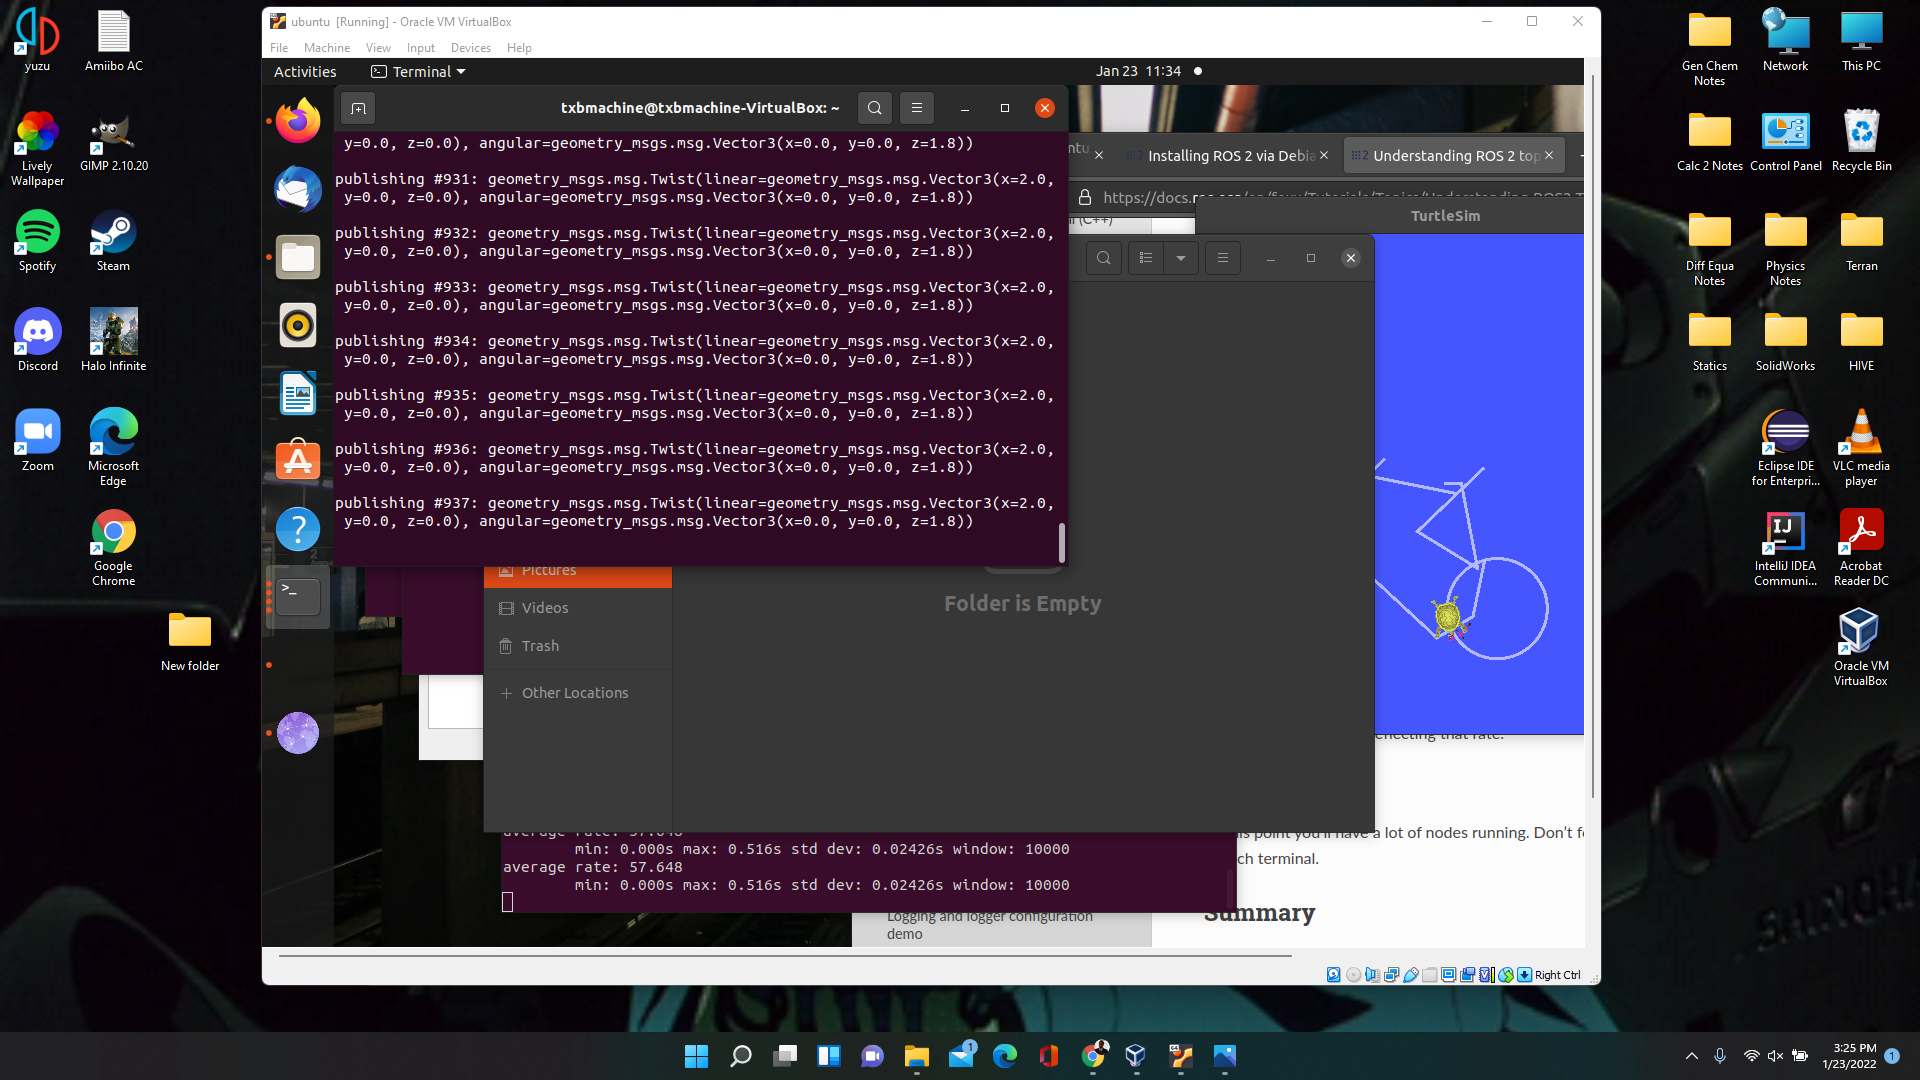 ubuntu [Running] - Oracle VM VirtualBox
File Machine View Input Devices Help
Activities Terminal Jan 23 11:34
txbmachine@txbmachine-VirtualBox: ~
y=0.0, z=0.0), angular=geometry_msgs.msg.Vector3(x=0.0, y=0.0, z=1.8))
publishing #931: geometry_msgs.msg.Twist(linear=geometry_msgs.msg.Vector3(x=2.0,
y=0.0, z=0.0), angular=geometry_msgs.msg.Vector3(x=0.0, y=0.0, z=1.8))
publishing #932: geometry_msgs.msg.Twist(linear=geometry_msgs.msg.Vector3(x=2.0,
y=0.0, z=0.0), angular=geometry_msgs.msg.Vector3(x=0.0, y=0.0, z=1.8))
publishing #933: geometry_msgs.msg.Twist(linear=geometry_msgs.msg.Vector3(x=2.0,
y=0.0, z=0.0), angular=geometry_msgs.msg.Vector3(x=0.0, y=0.0, z=1.8))
publishing #934: geometry_msgs.msg.Twist(linear=geometry_msgs.msg.Vector3(x=2.0,
y=0.0, z=0.0), angular=geometry_msgs.msg.Vector3(x=0.0, y=0.0, z=1.8))
publishing #935: geometry_msgs.msg.Twist(linear=geometry_msgs.msg.Vector3(x=2.0,
y=0.0, z=0.0), angular=geometry_msgs.msg.Vector3(x=0.0, y=0.0, z=1.8))
publishing #936: geometry_msgs.msg.Twist(linear=geometry_msgs.msg.Vector3(x=2.0,
y=0.0, z=0.0), angular=geometry_msgs.msg.Vector3(x=0.0, y=0.0, z=1.8))
publishing #937: geometry_msgs.msg.Twist(linear=geometry_msgs.msg.Vector3(x=2.0,
y=0.0, z=0.0), angular=geometry_msgs.msg.Vector3(x=0.0, y=0.0, z=1.8))
ntu
Installing ROS 2 via Debia
Understanding ROS 2 top
https://docs.
(C++)
TurtleSim
Pictures
Videos
Trash
Other Locations
Folder is Empty
that rate.
point you'll have a lot of nodes running. Don't f
ch terminal.
Summary
average rate: 57.648
min: 0.000s max: 0.516s std dev: 0.02426s window: 10000
average rate: 57.648
min: 0.000s max: 0.516s std dev: 0.02426s window: 10000
Logging and logger configuration
demo
Right Ctrl
yuzu
Amiibo AC
Lively
Wallpaper
GIMP 2.10.20
Spotify
Steam
Discord
Halo Infinite
Zoom
Microsoft
Edge
Google
Chrome
New folder
Gen Chem
Notes
Network
This PC
Calc 2 Notes
Control Panel
Recycle Bin
Diff Equa
Notes
Physics
Notes
Terran
Statics
SolidWorks
HIVE
Eclipse IDE
for Enterpri...
VLC media
player
IntelliJ IDEA
Communi...
Acrobat
Reader DC
Oracle VM
VirtualBox
3:25 PM
1/23/2022
1
1